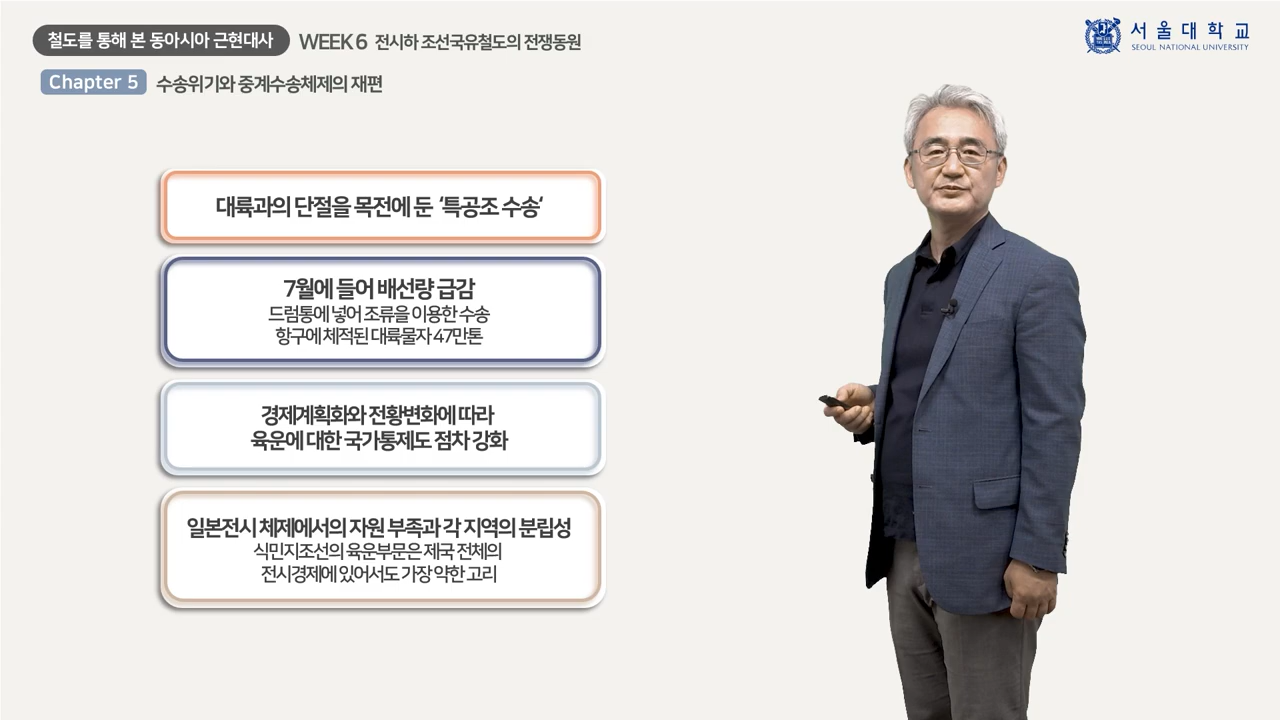 철도를 통해 본 동아시아 근현대사 WEEK 6 전시하 조선국유철도의 전쟁동원
서울대학교
SEOUL NATIONAL UNIVERSITY
Chapter 5 수송위기와 중계수송체제의 재편
대륙과의 단절을 목전에 둔 ‘특공조 수송‘
7월에 들어 배선량 급감
드럼통에 넣어 조류을 이용한 수송
항구에 체적된 대륙물자 47만톤
경제계획화와 전황변화에 따라
육운에 대한 국가통제도 점차 강화
일본전시 체제에서의 자원 부족과 각 지역의 분립성
식민지조선의 육운부문은 제국 전체의
전시경제에 있어서도 가장 약한 고리